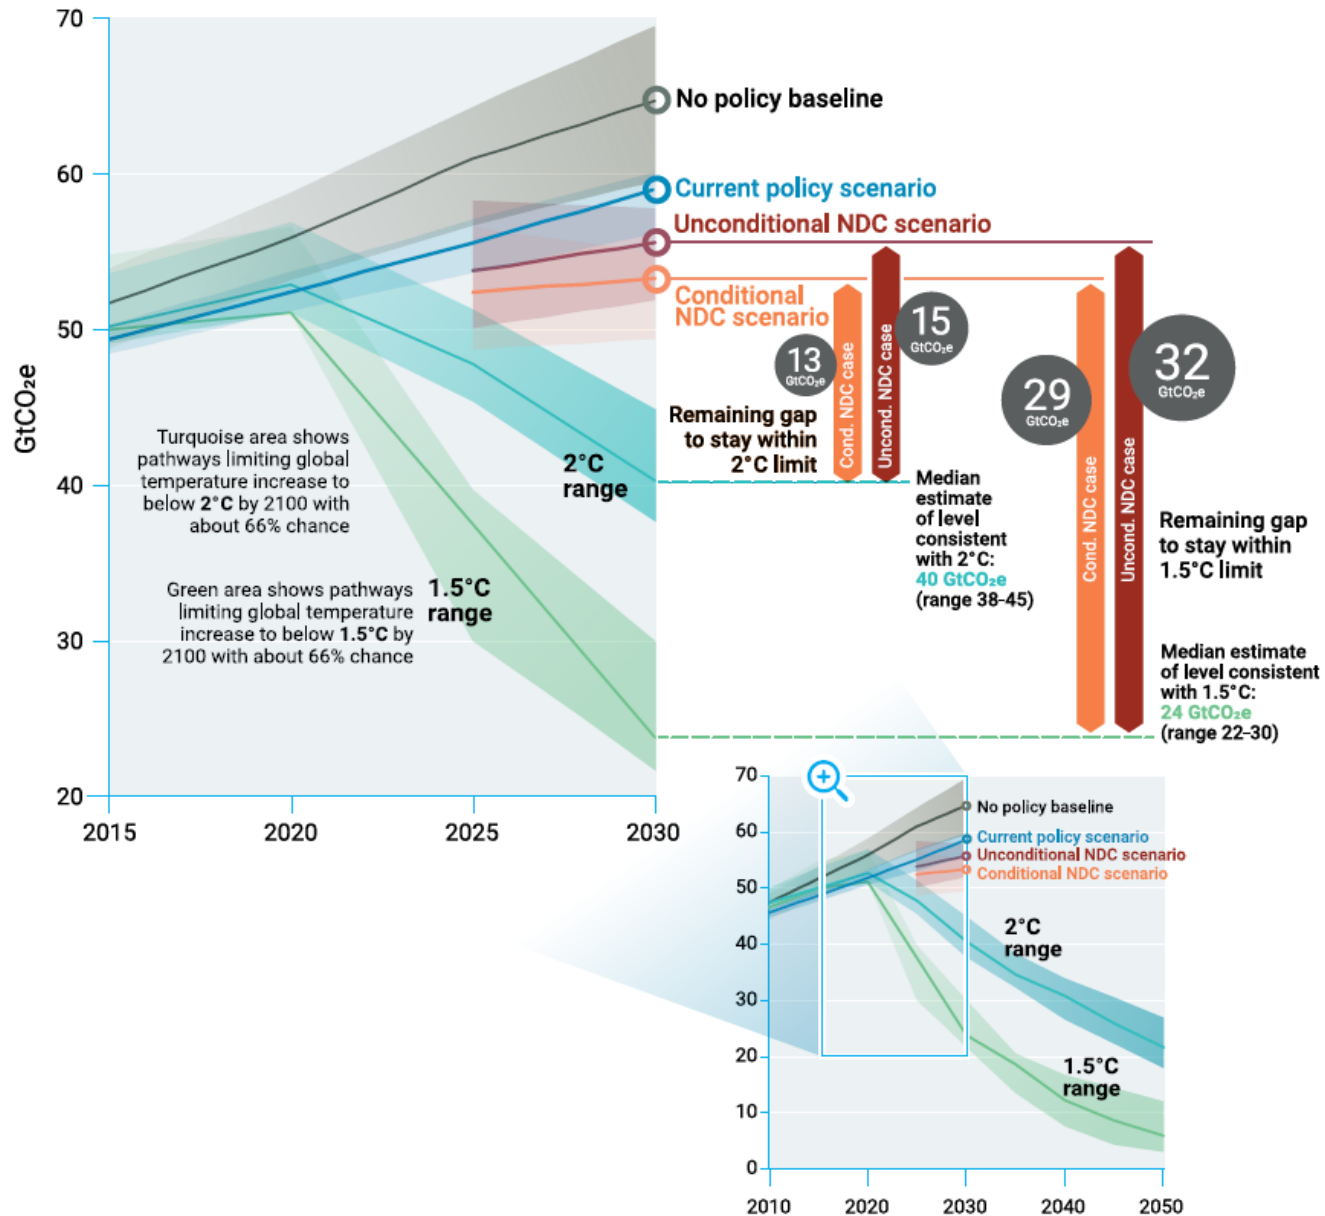 70
60
50
40
30
20
GtCO₂e
2015
2020
2025
2030
No policy baseline
Current policy scenario
Unconditional NDC scenario
Conditional
NDC scenario
Turquoise area shows
pathways limiting global
temperature increase to
below 2°C by 2100 with
about 66% chance
Green area shows pathways
limiting global temperature
increase to below 1.5°C by
2100 with about 66% chance
2°C
range
1.5°C
range
13
GtCO₂e
15
GtCO₂e
Cond. NDC case
Uncond. NDC case
Remaining gap
to stay within
2°C limit
Median
estimate
of level
consistent
with 2°C:
40 GtCO₂e
(range 38-45)
29
GtCO₂e
32
GtCO₂e
Cond. NDC case
Uncond. NDC case
Remaining gap
to stay within
1.5°C limit
Median estimate
of level consistent
with 1.5°C:
24 GtCO₂e
(range 22-30)
70
60
50
40
30
20
10
0
2010
2020
2030
2040
2050
No policy baseline
Current policy scenario
Unconditional NDC scenario
Conditional NDC scenario
2°C
range
1.5°C
range